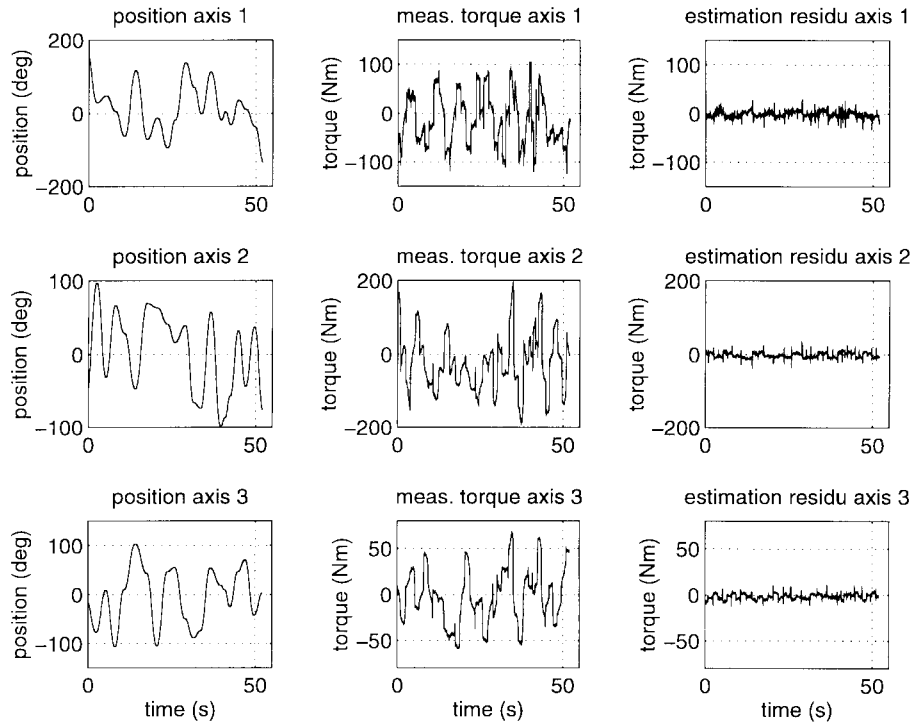 position axis 1
meas. torque axis 1
estimation residu axis 1
position (deg)
200
0
−200
0
50
torque (Nm)
100
0
−100
0
50
torque (Nm)
100
0
−100
0
50
position axis 2
meas. torque axis 2
estimation residu axis 2
position (deg)
100
0
−100
0
50
torque (Nm)
200
0
−200
0
50
torque (Nm)
200
0
−200
0
50
position axis 3
meas. torque axis 3
estimation residu axis 3
position (deg)
100
0
−100
0
50
time (s)
torque (Nm)
50
0
−50
0
50
time (s)
torque (Nm)
50
0
−50
0
50
time (s)